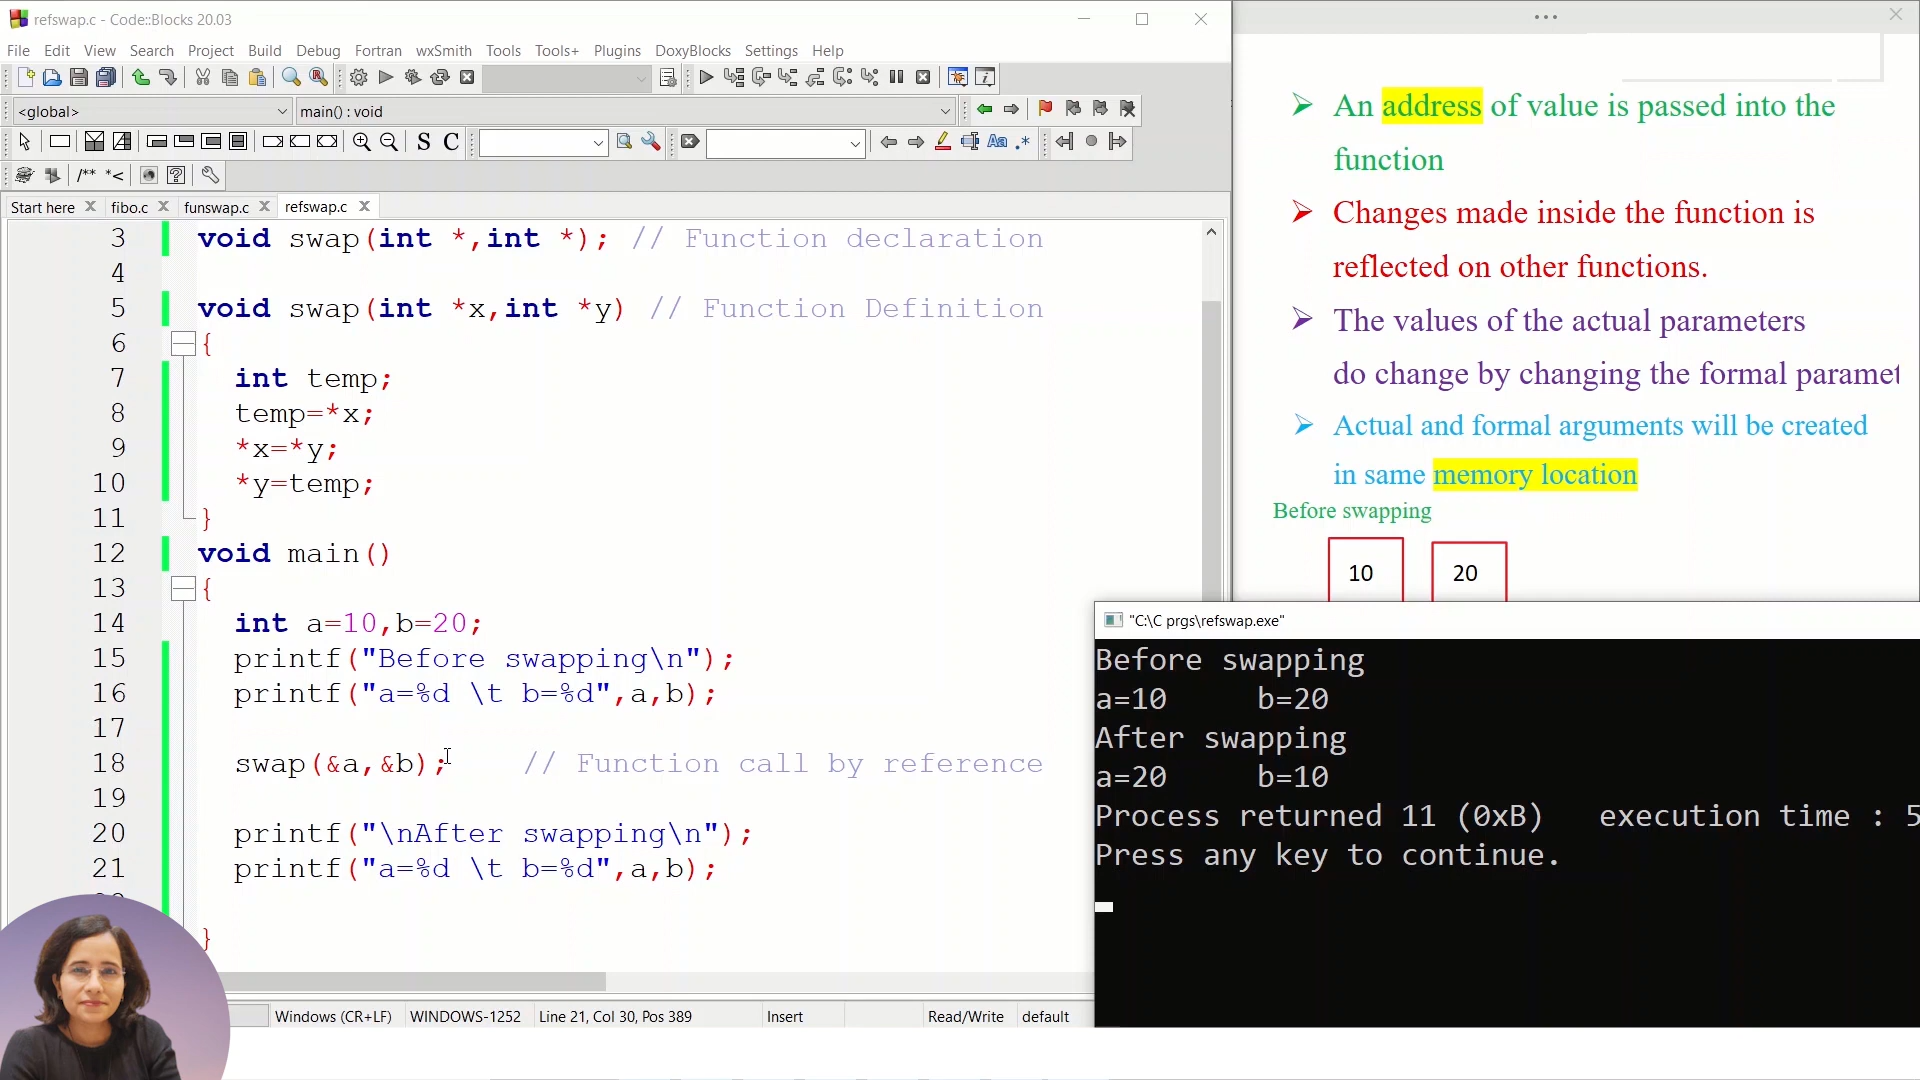 refswap.c - Code::Blocks 20.03
File Edit View Search Project Build Debug Fortran wxSmith Tools Tools+ Plugins DoxyBlocks Settings Help
<global> main() : void
S C
Aa .*
/** *<
Start here fibo.c funswap.c refswap.c
3 void swap(int *,int *); // Function declaration
4
5 void swap(int *x,int *y) // Function Definition
6 {
7 int temp;
8 temp=*x;
9 *x=*y;
10 *y=temp;
11 }
12 void main()
13 {
14 int a=10,b=20;
15 printf("Before swapping\n");
16 printf("a=%d \t b=%d",a,b);
17
18 swap(&a,&b); // Function call by reference
19
20 printf("\nAfter swapping\n");
21 printf("a=%d \t b=%d",a,b);
}
Windows (CR+LF) WINDOWS-1252 Line 21, Col 30, Pos 389 Insert Read/Write default
An address of value is passed into the
function
Changes made inside the function is
reflected on other functions.
The values of the actual parameters
do change by changing the formal paramet
Actual and formal arguments will be created
in same memory location
Before swapping
10 20
"C:\C prgs\refswap.exe"
Before swapping
a=10 b=20
After swapping
a=20 b=10
Process returned 11 (0xB) execution time : 5
Press any key to continue.